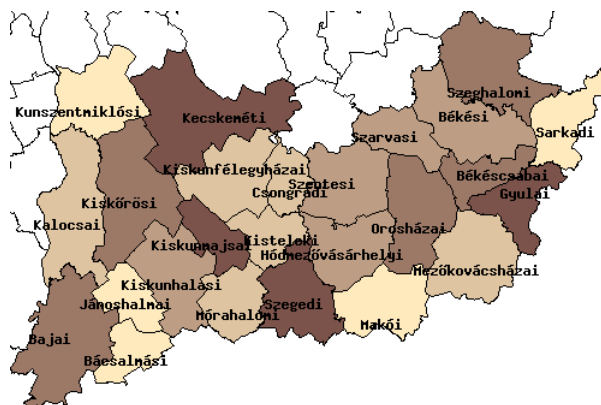 Szeghalomi
Kunszentmiklósi
Kecskeméti
Békési
Szarvasi
Sarkadi
Kiskunfélegyházai
Békéscsabai
Szentesi
Csongrádi
Gyulai
Kiskőrösi
Kalocsai
Orosházai
Kiskunmajsai
Kisteleki
Hódmezővásárhelyi
Mezőkovácsházai
Kiskunhalasi
Jánoshalmai
Szegedi
Mórahalomi
Makói
Bajai
Bácsalmási